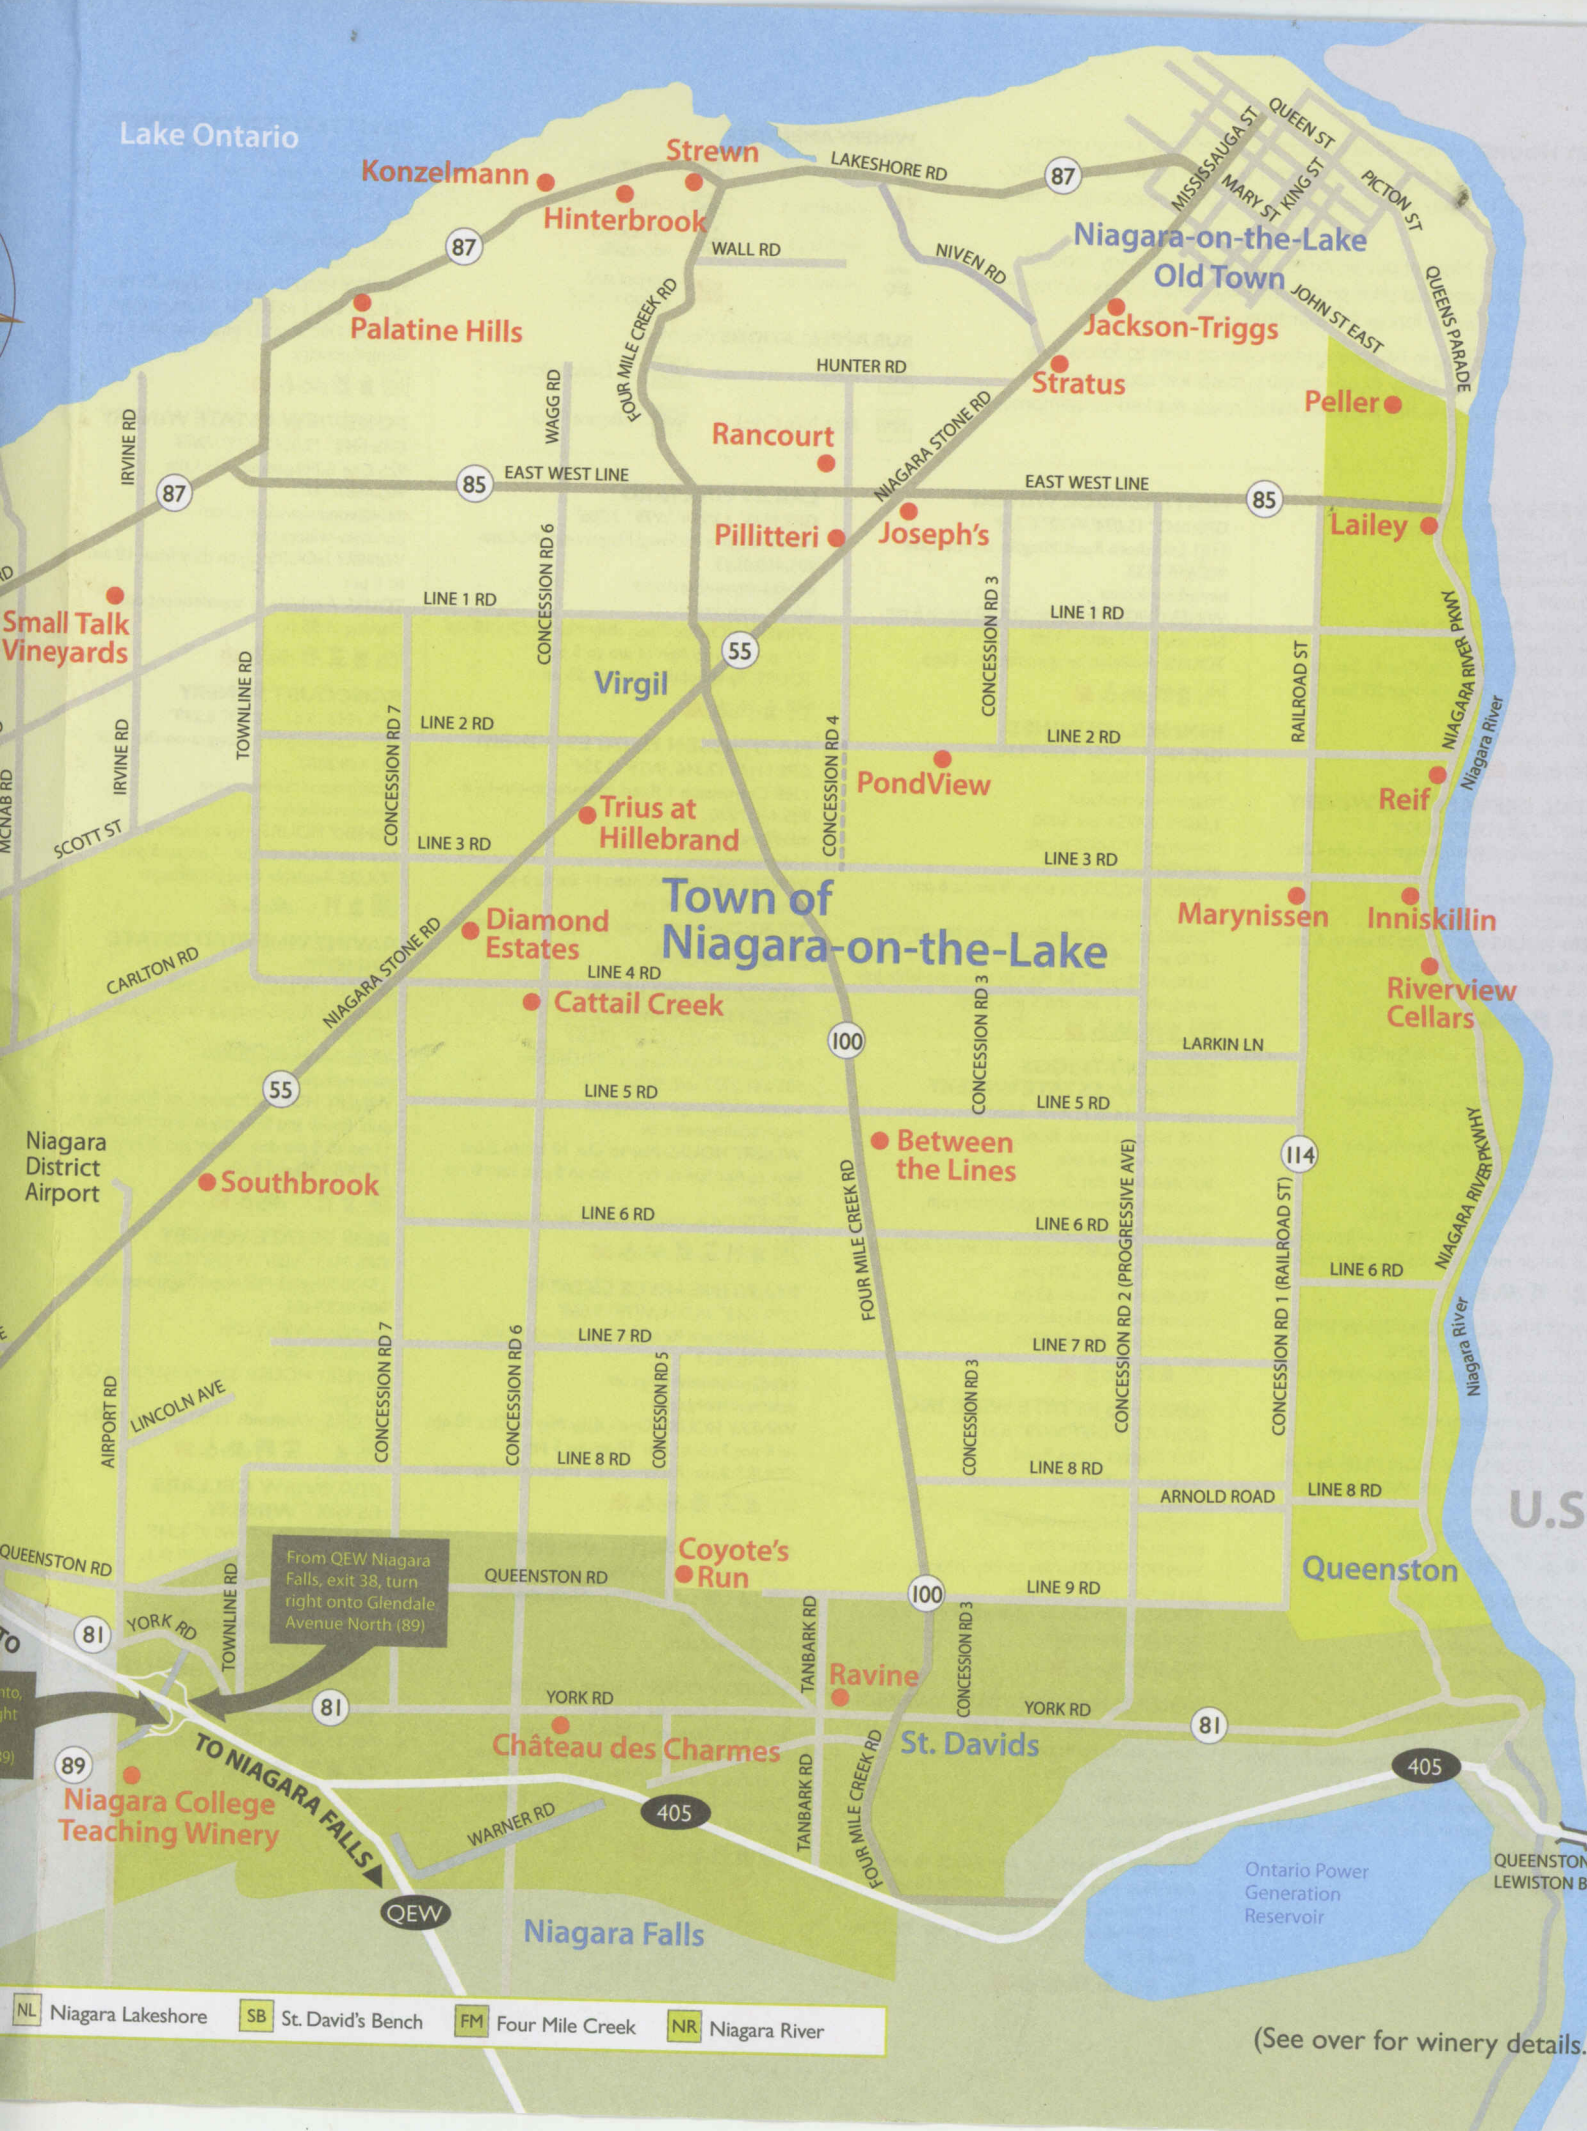 Lake Ontario
Konzelmann
Strewn
Hinterbrook
LAKESHORE RD
87
MISSISSAUGA ST
QUEEN ST
MARY ST
KING ST
PICTON ST
87
WALL RD
NIVEN RD
Niagara-on-the-Lake
Old Town
JOHN ST EAST
QUEENS PARADE
Palatine Hills
FOUR MILE CREEK RD
HUNTER RD
Jackson-Triggs
Stratus
Peller
IRVINE RD
WAGG RD
Rancourt
NIAGARA STONE RD
87
85
EAST WEST LINE
EAST WEST LINE
85
Pillitteri
Joseph's
Lailey
CONCESSION RD 6
Small Talk
Vineyards
LINE 1 RD
LINE 1 RD
CONCESSION RD 3
NIAGARA RIVER PKWY
55
Virgil
TOWNLINE RD
RAILROAD ST
IRVINE RD
CONCESSION RD 7
LINE 2 RD
LINE 2 RD
Niagara River
MCNAB RD
CONCESSION RD 4
PondView
Reif
SCOTT ST
Trius at
Hillebrand
LINE 3 RD
LINE 3 RD
Town of
Niagara-on-the-Lake
Marynissen
Inniskillin
Diamond
Estates
CARLTON RD
NIAGARA STONE RD
LINE 4 RD
Cattail Creek
CONCESSION RD 3
Riverview
Cellars
100
LARKIN LN
55
LINE 5 RD
LINE 5 RD
Niagara
District
Airport
Between
the Lines
114
NIAGARA RIVER PKWHY
Southbrook
FOUR MILE CREEK RD
CONCESSION RD 2 (PROGRESSIVE AVE)
CONCESSION RD 1 (RAILROAD ST)
LINE 6 RD
LINE 6 RD
LINE 6 RD
Niagara River
LINE 7 RD
LINE 7 RD
AIRPORT RD
LINCOLN AVE
CONCESSION RD 7
CONCESSION RD 6
CONCESSION RD 5
CONCESSION RD 3
LINE 8 RD
LINE 8 RD
ARNOLD ROAD
LINE 8 RD
U.S
QUEENSTON RD
From QEW Niagara
Falls, exit 38, turn
right onto Glendale
Avenue North (89)
Coyote's
Run
QUEENSTON RD
LINE 9 RD
100
Queenston
TO
81
YORK RD
TOWNLINE RD
TANBARK RD
CONCESSION RD 3
Ravine
81
YORK RD
YORK RD
81
Château des Charmes
St. Davids
89
TO NIAGARA FALLS
405
405
Niagara College
Teaching Winery
WARNER RD
TANBARK RD
FOUR MILE CREEK RD
Ontario Power
Generation
Reservoir
QUEENSTON
LEWISTON B
QEW
Niagara Falls
NL Niagara Lakeshore SB St. David's Bench FM Four Mile Creek NR Niagara River
(See over for winery details.